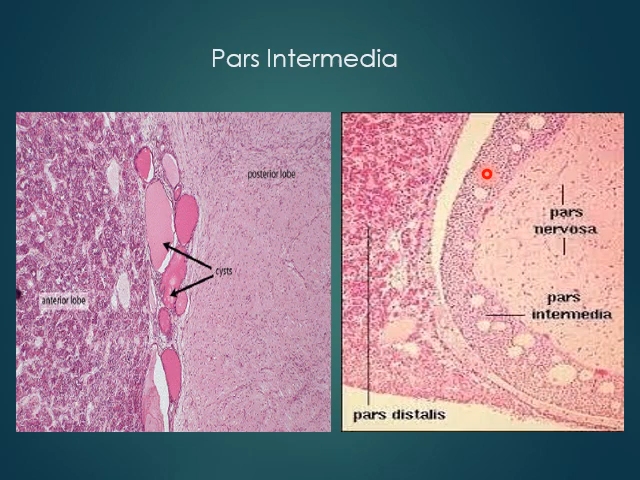 Pars Intermedia
posterior lobe
cysts
anterior lobe
pars
nervosa
pars
intermedia
pars distalis